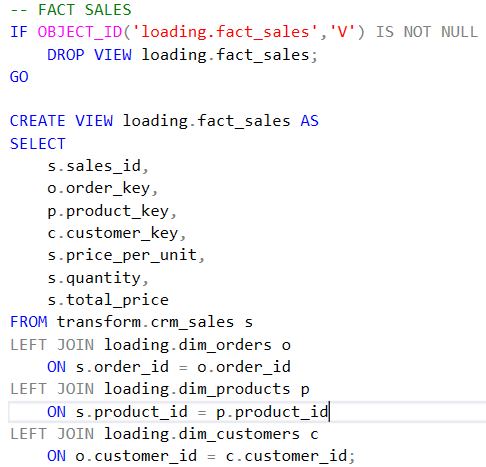 -- FACT SALES
IF OBJECT_ID('loading.fact_sales','V') IS NOT NULL
    DROP VIEW loading.fact_sales;
GO

CREATE VIEW loading.fact_sales AS
SELECT
    s.sales_id,
    o.order_key,
    p.product_key,
    c.customer_key,
    s.price_per_unit,
    s.quantity,
    s.total_price
FROM transform.crm_sales s
LEFT JOIN loading.dim_orders o
    ON s.order_id = o.order_id
LEFT JOIN loading.dim_products p
    ON s.product_id = p.product_id
LEFT JOIN loading.dim_customers c
    ON o.customer_id = c.customer_id;